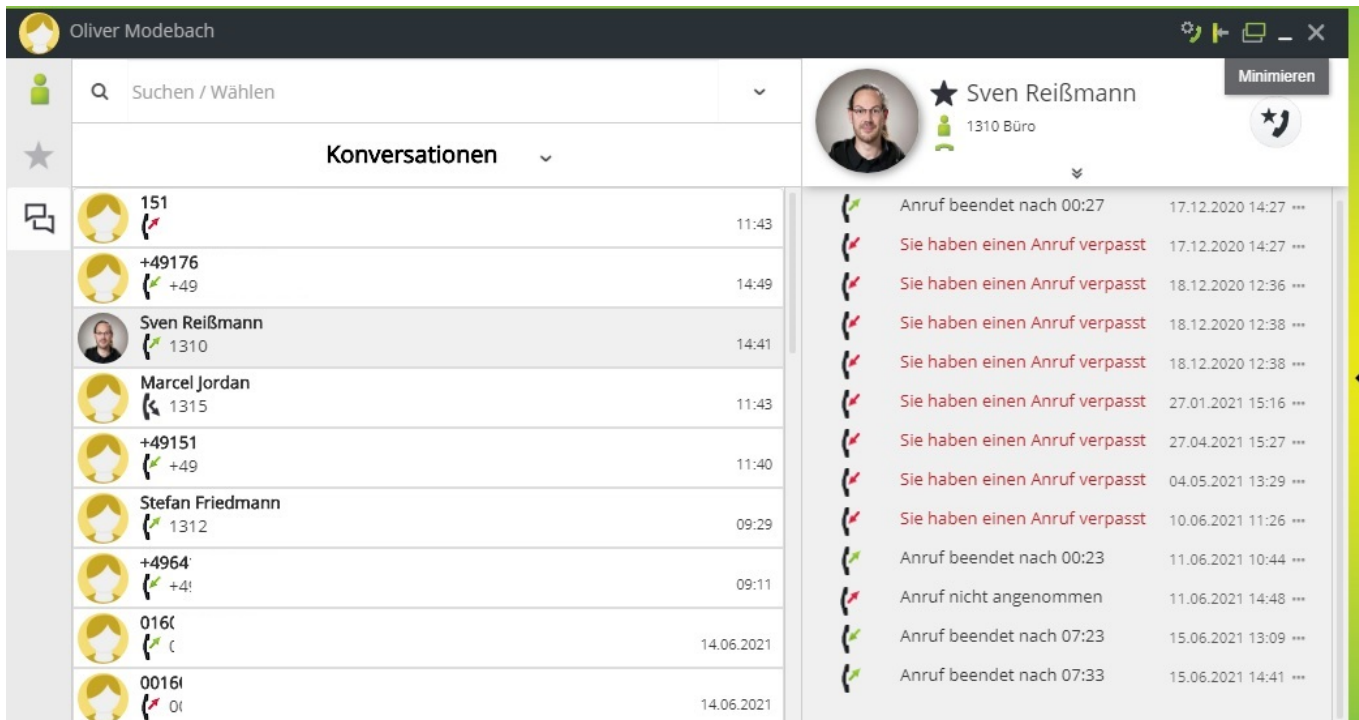 Oliver Modebach
Suchen / Wählen
Konversationen
151
11:43
+49176
+49
14:49
Sven Reißmann
1310
14:41
Marcel Jordan
1315
11:43
+49151
+49
11:40
Stefan Friedmann
1312
09:29
+4964
09:11
14.06.2021
14.06.2021
Minimieren
Sven Reißmann
1310 Büro
Anruf beendet nach 00:27 17.12.2020 14:27 ...
Sie haben einen Anruf verpasst 17.12.2020 14:27 ...
Sie haben einen Anruf verpasst 18.12.2020 12:36 ...
Sie haben einen Anruf verpasst 18.12.2020 12:38 ...
Sie haben einen Anruf verpasst 18.12.2020 12:38 ...
Sie haben einen Anruf verpasst 27.01.2021 15:16 ...
Sie haben einen Anruf verpasst 27.04.2021 15:27 ...
Sie haben einen Anruf verpasst 04.05.2021 13:29 ...
Sie haben einen Anruf verpasst 10.06.2021 11:26 ...
Anruf beendet nach 00:23 11.06.2021 10:44 ...
Anruf nicht angenommen 11.06.2021 14:48 ...
Anruf beendet nach 07:23 15.06.2021 13:09 ...
Anruf beendet nach 07:33 15.06.2021 14:41 ...